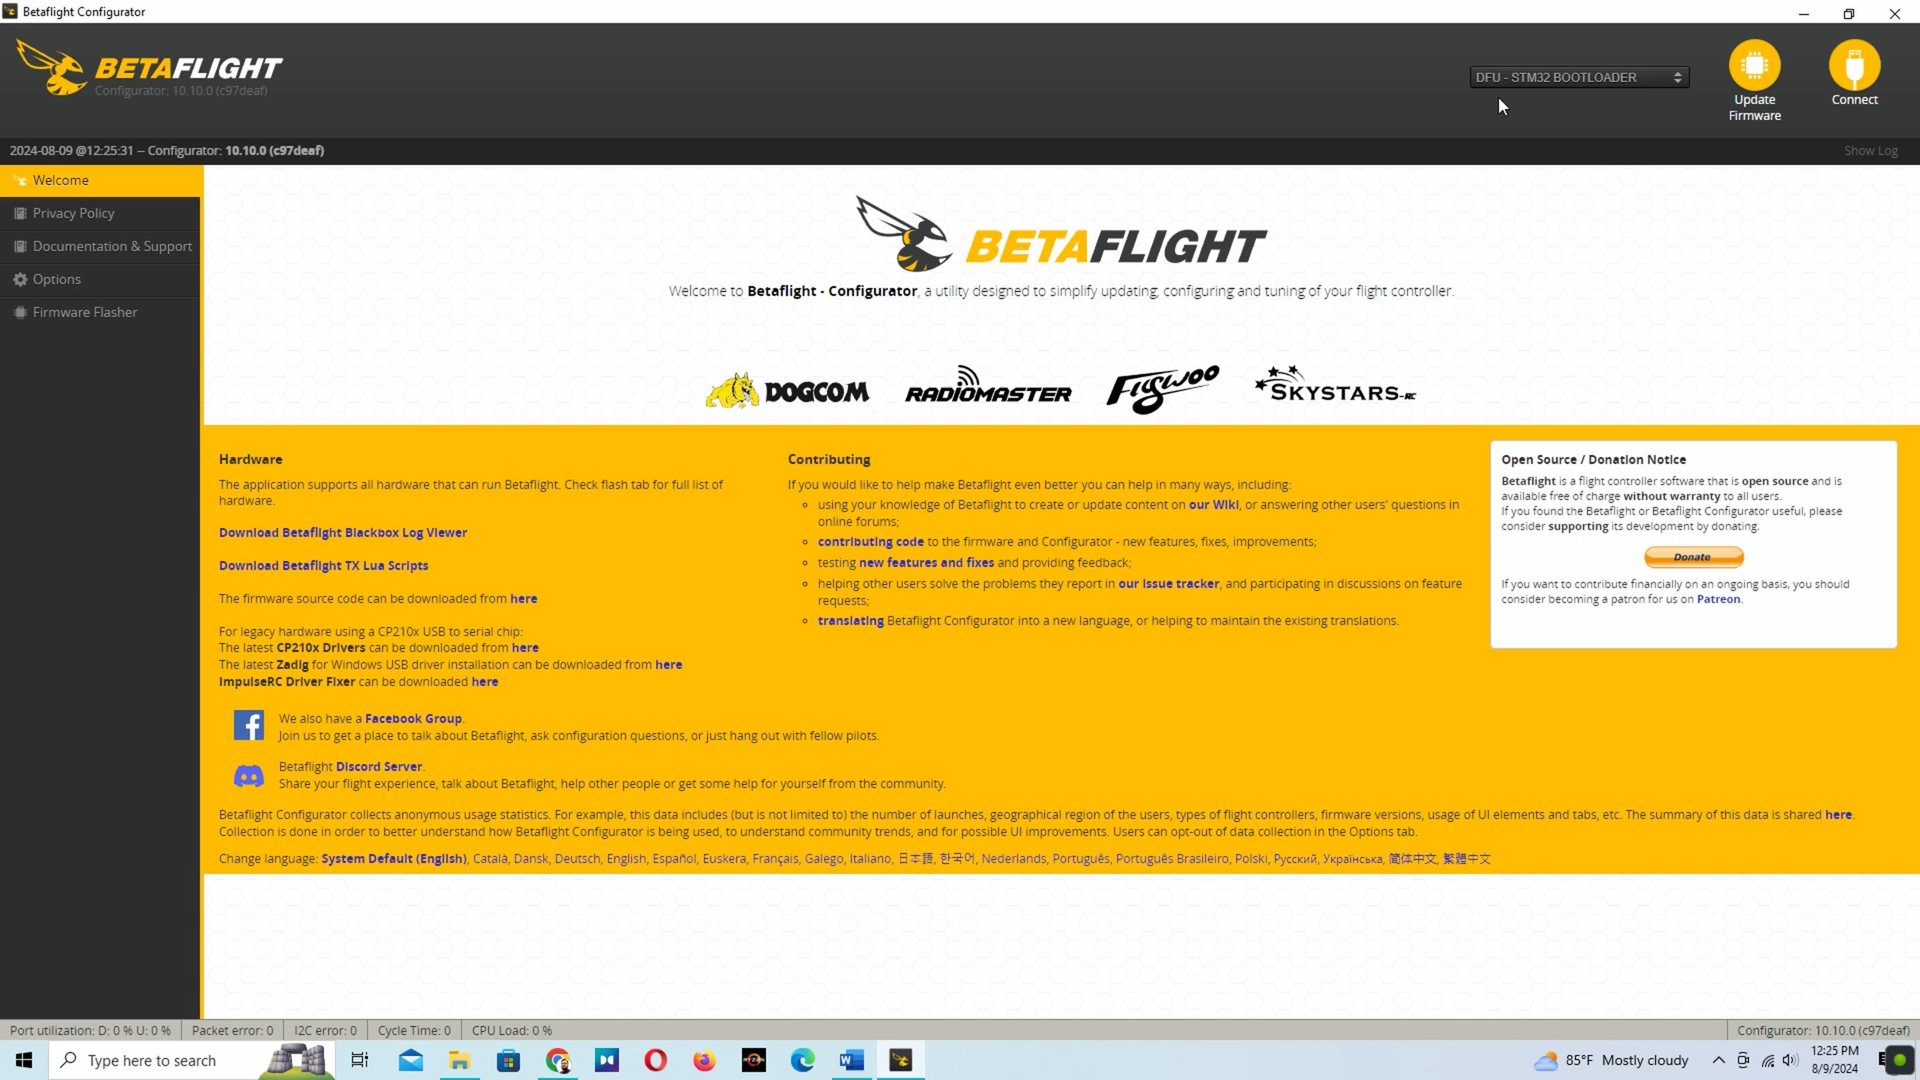 Betaflight Configurator
BETAFLIGHT
Configurator: 10.10.0 (c97deaf)
DFU - STM32 BOOTLOADER
Update
Firmware
Connect
2024-08-09 @12:25:31 -- Configurator: 10.10.0 (c97deaf)
Show Log
Welcome
Privacy Policy
Documentation & Support
Options
Firmware Flasher
BETAFLIGHT
Welcome to Betaflight - Configurator, a utility designed to simplify updating, configuring and tuning of your flight controller.
DOGCOM
RADIOMASTER
Flywoo
SKYSTARS-RC
Hardware
The application supports all hardware that can run Betaflight. Check flash tab for full list of
hardware.
Download Betaflight Blackbox Log Viewer
Download Betaflight TX Lua Scripts
The firmware source code can be downloaded from here
For legacy hardware using a CP210x USB to serial chip:
The latest CP210x Drivers can be downloaded from here
The latest Zadig for Windows USB driver installation can be downloaded from here
ImpulseRC Driver Fixer can be downloaded here
Contributing
If you would like to help make Betaflight even better you can help in many ways, including:
using your knowledge of Betaflight to create or update content on our Wiki, or answering other users' questions in
online forums;
contributing code to the firmware and Configurator - new features, fixes, improvements;
testing new features and fixes and providing feedback;
helping other users solve the problems they report in our issue tracker, and participating in discussions on feature
requests;
translating Betaflight Configurator into a new language, or helping to maintain the existing translations.
Open Source / Donation Notice
Betaflight is a flight controller software that is open source and is
available free of charge without warranty to all users.
If you found the Betaflight or Betaflight Configurator useful, please
consider supporting its development by donating.
Donate
If you want to contribute financially on an ongoing basis, you should
consider becoming a patron for us on Patreon.
We also have a Facebook Group.
Join us to get a place to talk about Betaflight, ask configuration questions, or just hang out with fellow pilots.
Betaflight Discord Server.
Share your flight experience, talk about Betaflight, help other people or get some help for yourself from the community.
Betaflight Configurator collects anonymous usage statistics. For example, this data includes (but is not limited to) the number of launches, geographical region of the users, types of flight controllers, firmware versions, usage of UI elements and tabs, etc. The summary of this data is shared here.
Collection is done in order to better understand how Betaflight Configurator is being used, to understand community trends, and for possible UI improvements. Users can opt-out of data collection in the Options tab.
Change language: System Default (English), Català, Dansk, Deutsch, English, Español, Euskera, Français, Galego, Italiano, 日本語, 한국어, Nederlands, Português, Português Brasileiro, Polski, Русский, Українська, 简体中文, 繁體中文
Port utilization: D: 0 % U: 0 %
Packet error: 0
I2C error: 0
Cycle Time: 0
CPU Load: 0 %
Configurator: 10.10.0 (c97deaf)
Type here to search
85°F Mostly cloudy
12:25 PM
8/9/2024